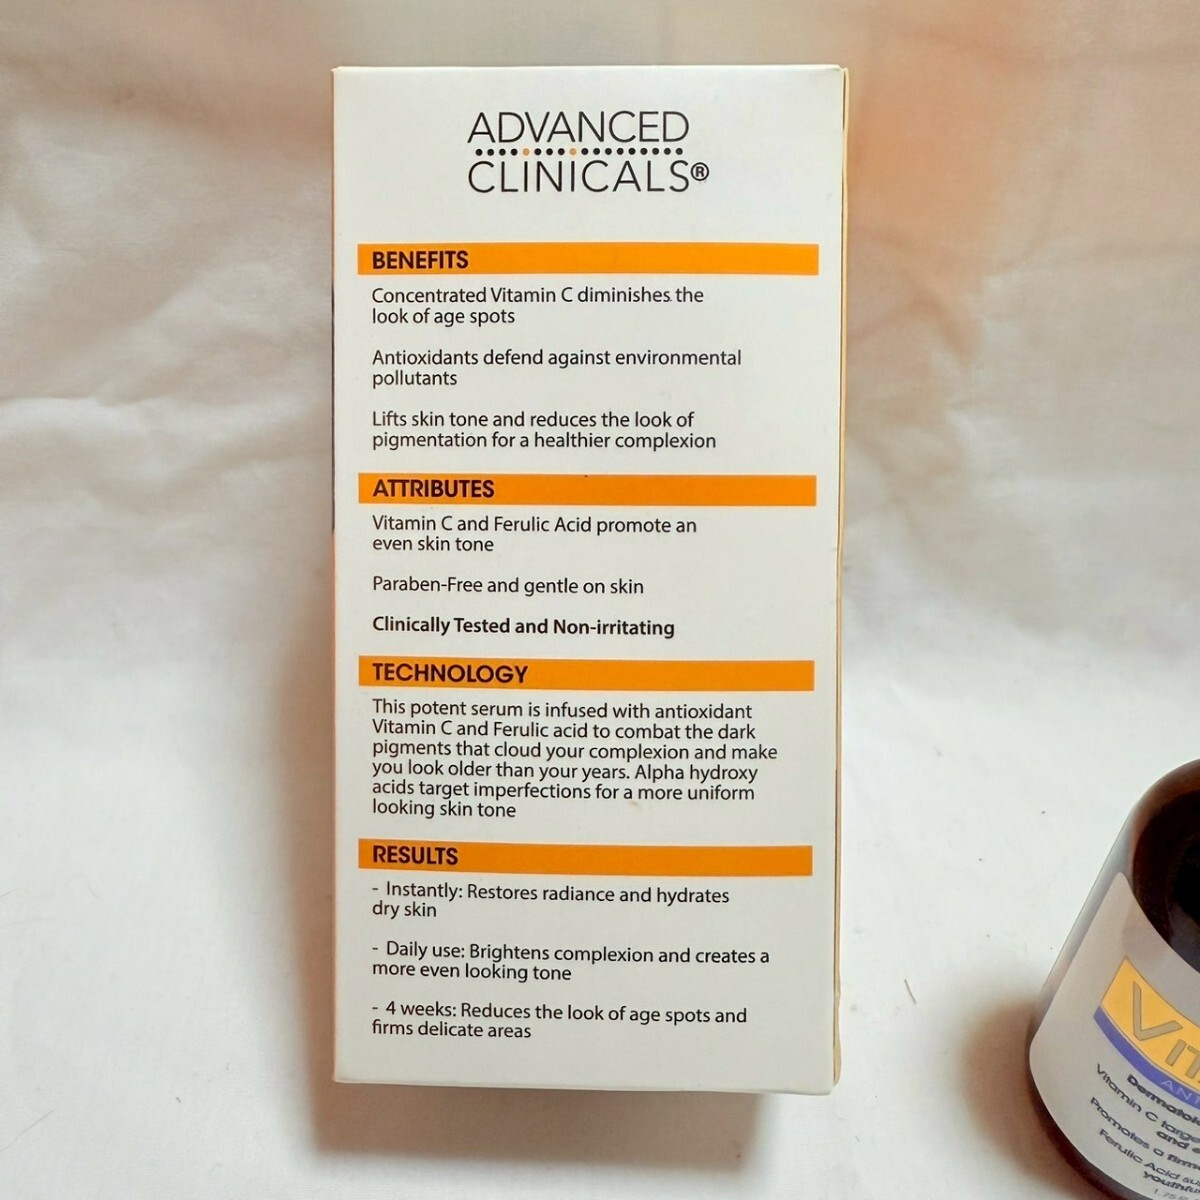 ADVANCED
CLINICALS®
BENEFITS
Concentrated Vitamin C diminishes the
look of age spots
Antioxidants defend against environmental
pollutants
Lifts skin tone and reduces the look of
pigmentation for a healthier complexion
ATTRIBUTES
Vitamin C and Ferulic Acid promote an
even skin tone
Paraben-Free and gentle on skin
Clinically Tested and Non-irritating
TECHNOLOGY
This potent serum is infused with antioxidant
Vitamin C and Ferulic acid to combat the dark
pigments that cloud your complexion and make
you look older than your years. Alpha hydroxy
acids target imperfections for a more uniform
looking skin tone
RESULTS
- Instantly: Restores radiance and hydrates
dry skin
- Daily use: Brightens complexion and creates a
more even looking tone
- 4 weeks: Reduces the look of age spots and
firms delicate areas
Vitamin C
Promotes a
Ferulic Acid